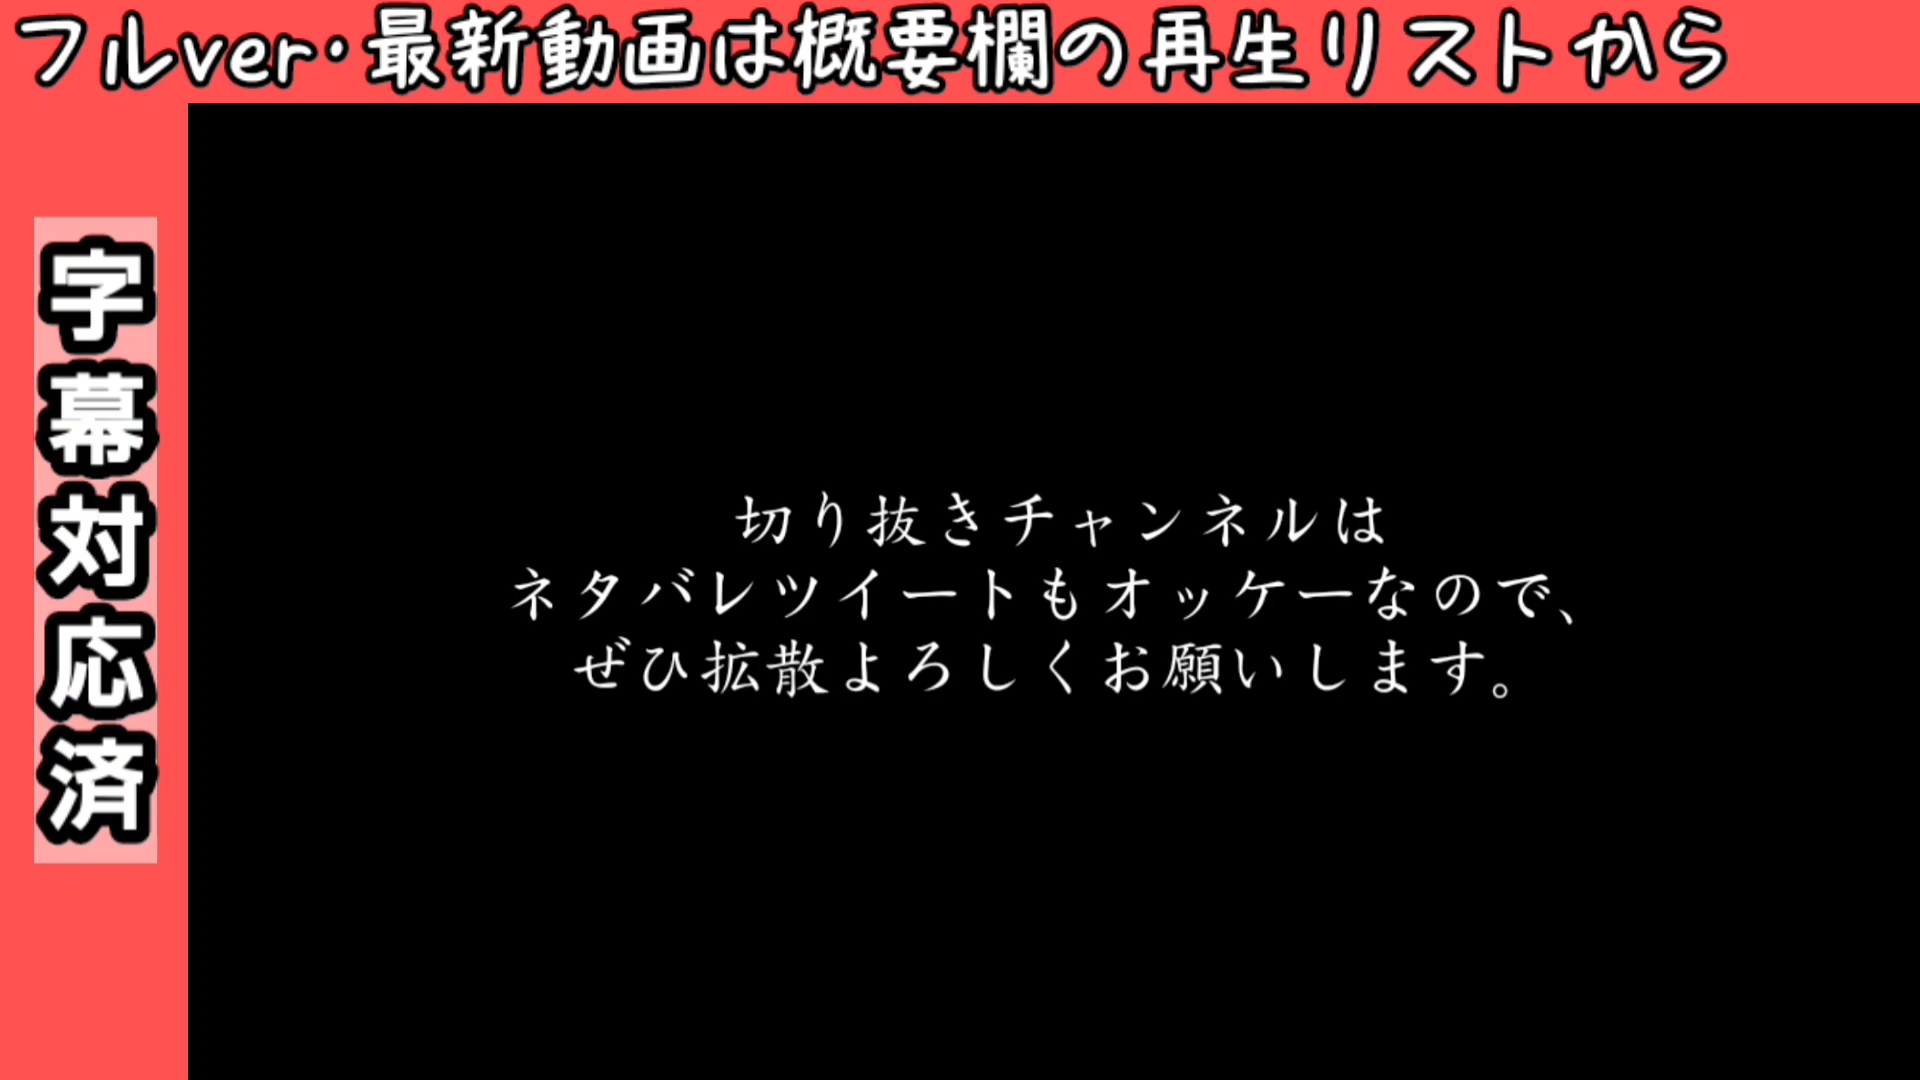 フルver･最新動画は概要欄の再生リストから
字幕対応済
切り抜きチャンネルは
ネタバレツイートもオッケーなので、
ぜひ拡散よろしくお願いします。